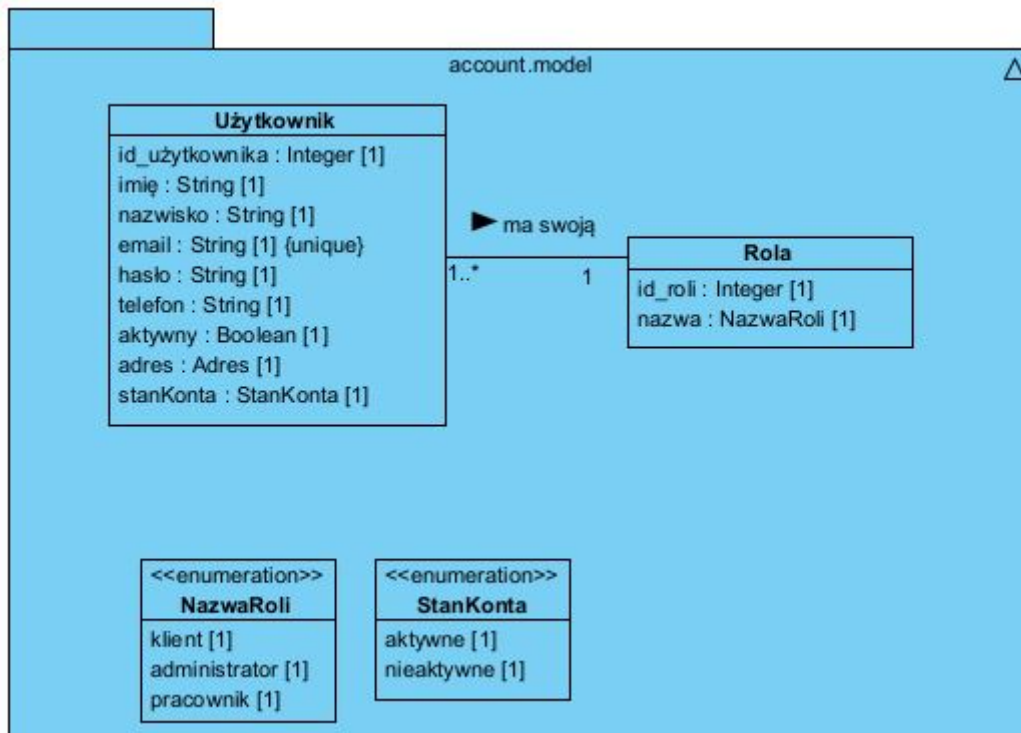 account.model
Użytkownik
id_użytkownika : Integer [1]
imię : String [1]
nazwisko : String [1]
email : String [1] {unique}
hasło : String [1]
telefon : String [1]
aktywny : Boolean [1]
adres : Adres [1]
stanKonta : StanKonta [1]
ma swoją
1..*
1
Rola
id_roli : Integer [1]
nazwa : NazwaRoli [1]
<<enumeration>>
NazwaRoli
klient [1]
administrator [1]
pracownik [1]
<<enumeration>>
StanKonta
aktywne [1]
nieaktywne [1]